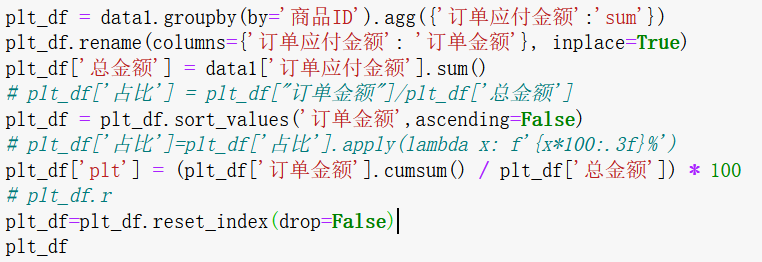 plt_df = data1.groupby(by='商品ID').agg({'订单应付金额':'sum'})
plt_df.rename(columns={'订单应付金额': '订单金额'}, inplace=True)
plt_df['总金额'] = data1['订单应付金额'].sum()
# plt_df['占比'] = plt_df["订单金额"]/plt_df['总金额']
plt_df = plt_df.sort_values('订单金额',ascending=False)
# plt_df['占比']=plt_df['占比'].apply(lambda x: f'{x*100:.3f}%')
plt_df['plt'] = (plt_df['订单金额'].cumsum() / plt_df['总金额']) * 100
# plt_df.r
plt_df=plt_df.reset_index(drop=False)
plt_df